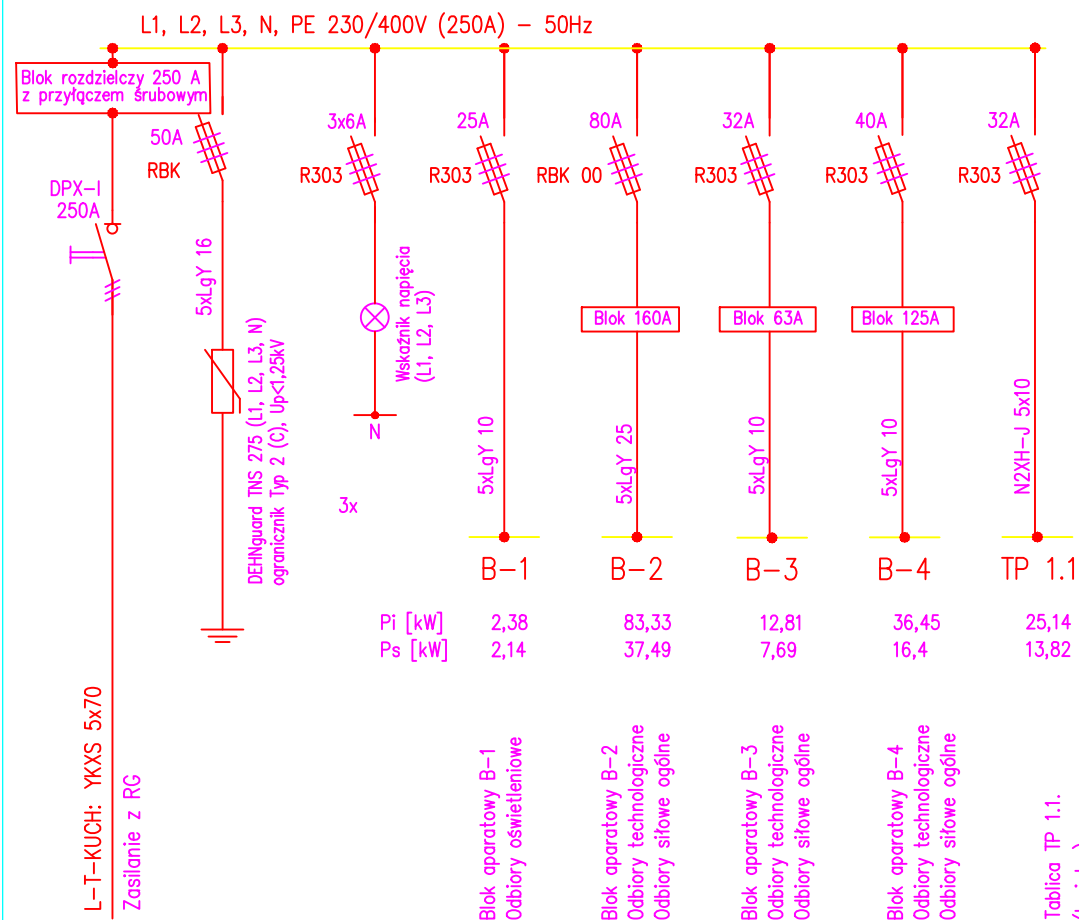 L1, L2, L3, N, PE 230/400V (250A) – 50Hz
Blok rozdzielczy 250 A
z przyłączem śrubowym
50A
RBK
3x6A
R303
25A
R303
80A
RBK 00
32A
R303
40A
R303
32A
R303
DPX–I
250A
5xLgY 16
Wskaźnik napięcia
(L1, L2, L3)
Blok 160A
Blok 63A
Blok 125A
DEHNguard TNS 275 (L1, L2, L3, N)
ogranicznik Typ 2 (C), Up<1,25kV
N
3x
5xLgY 10
5xLgY 25
5xLgY 10
5xLgY 10
N2XH–J 5x10
B–1
B–2
B–3
B–4
TP 1.1
Pi [kW] 2,38 83,33 12,81 36,45 25,14
Ps [kW] 2,14 37,49 7,69 16,4 13,82
L–T–KUCH: YKXS 5x70
Zasilanie z RG
Blok aparatowy B–1
Odbiory oświetleniowe
Blok aparatowy B–2
Odbiory technologiczne
Odbiory siłowe ogólne
Blok aparatowy B–3
Odbiory technologiczne
Odbiory siłowe ogólne
Blok aparatowy B–4
Odbiory technologiczne
Odbiory siłowe ogólne
Tablica TP 1.1.